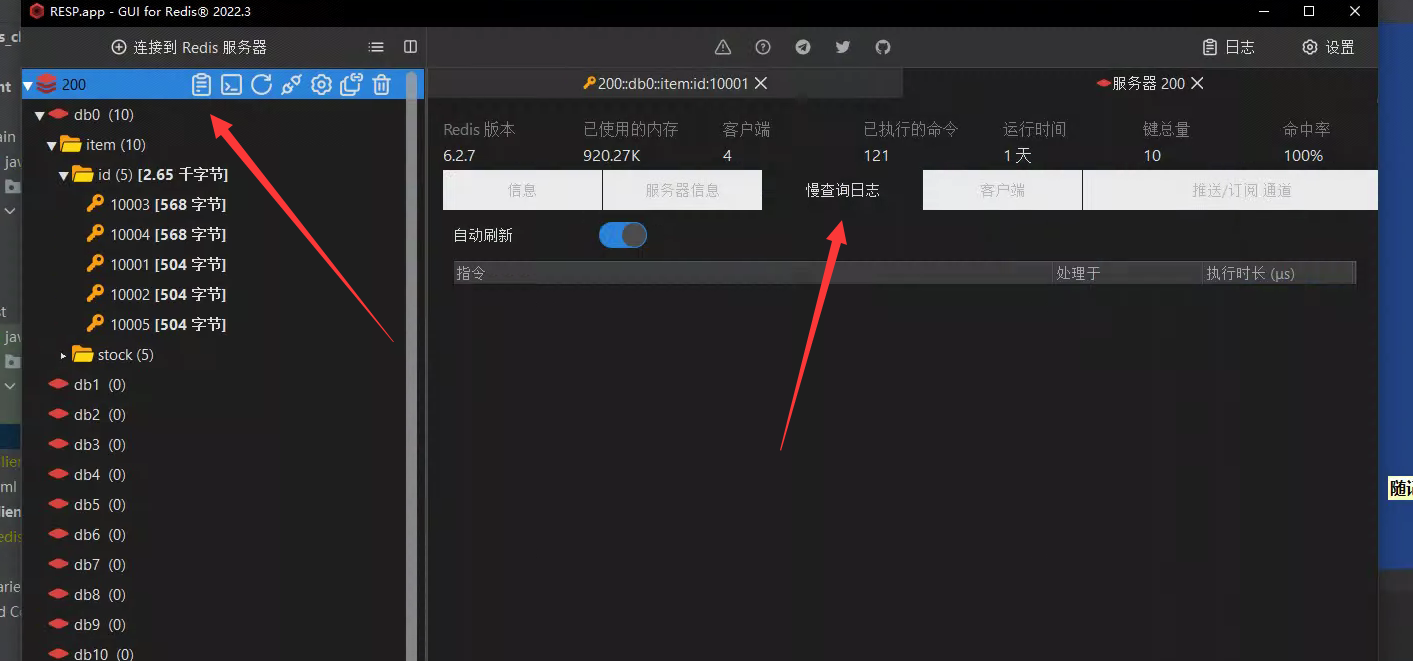 RESP.app - GUI for Redis® 2022.3
连接到 Redis 服务器
日志
设置
200
200::db0::item:id:10001
服务器 200
db0 (10)
item (10)
id (5) [2.65 千字节]
10003 [568 字节]
10004 [568 字节]
10001 [504 字节]
10002 [504 字节]
10005 [504 字节]
stock (5)
db1 (0)
db2 (0)
db3 (0)
db4 (0)
db5 (0)
db6 (0)
db7 (0)
db8 (0)
db9 (0)
db10 (0)
Redis 版本
已使用的内存
客户端
已执行的命令
运行时间
键总量
命中率
6.2.7
920.27K
4
121
1 天
10
100%
信息
服务器信息
慢查询日志
客户端
推送/订阅 通道
自动刷新
指令
处理于
执行时长 (μs)